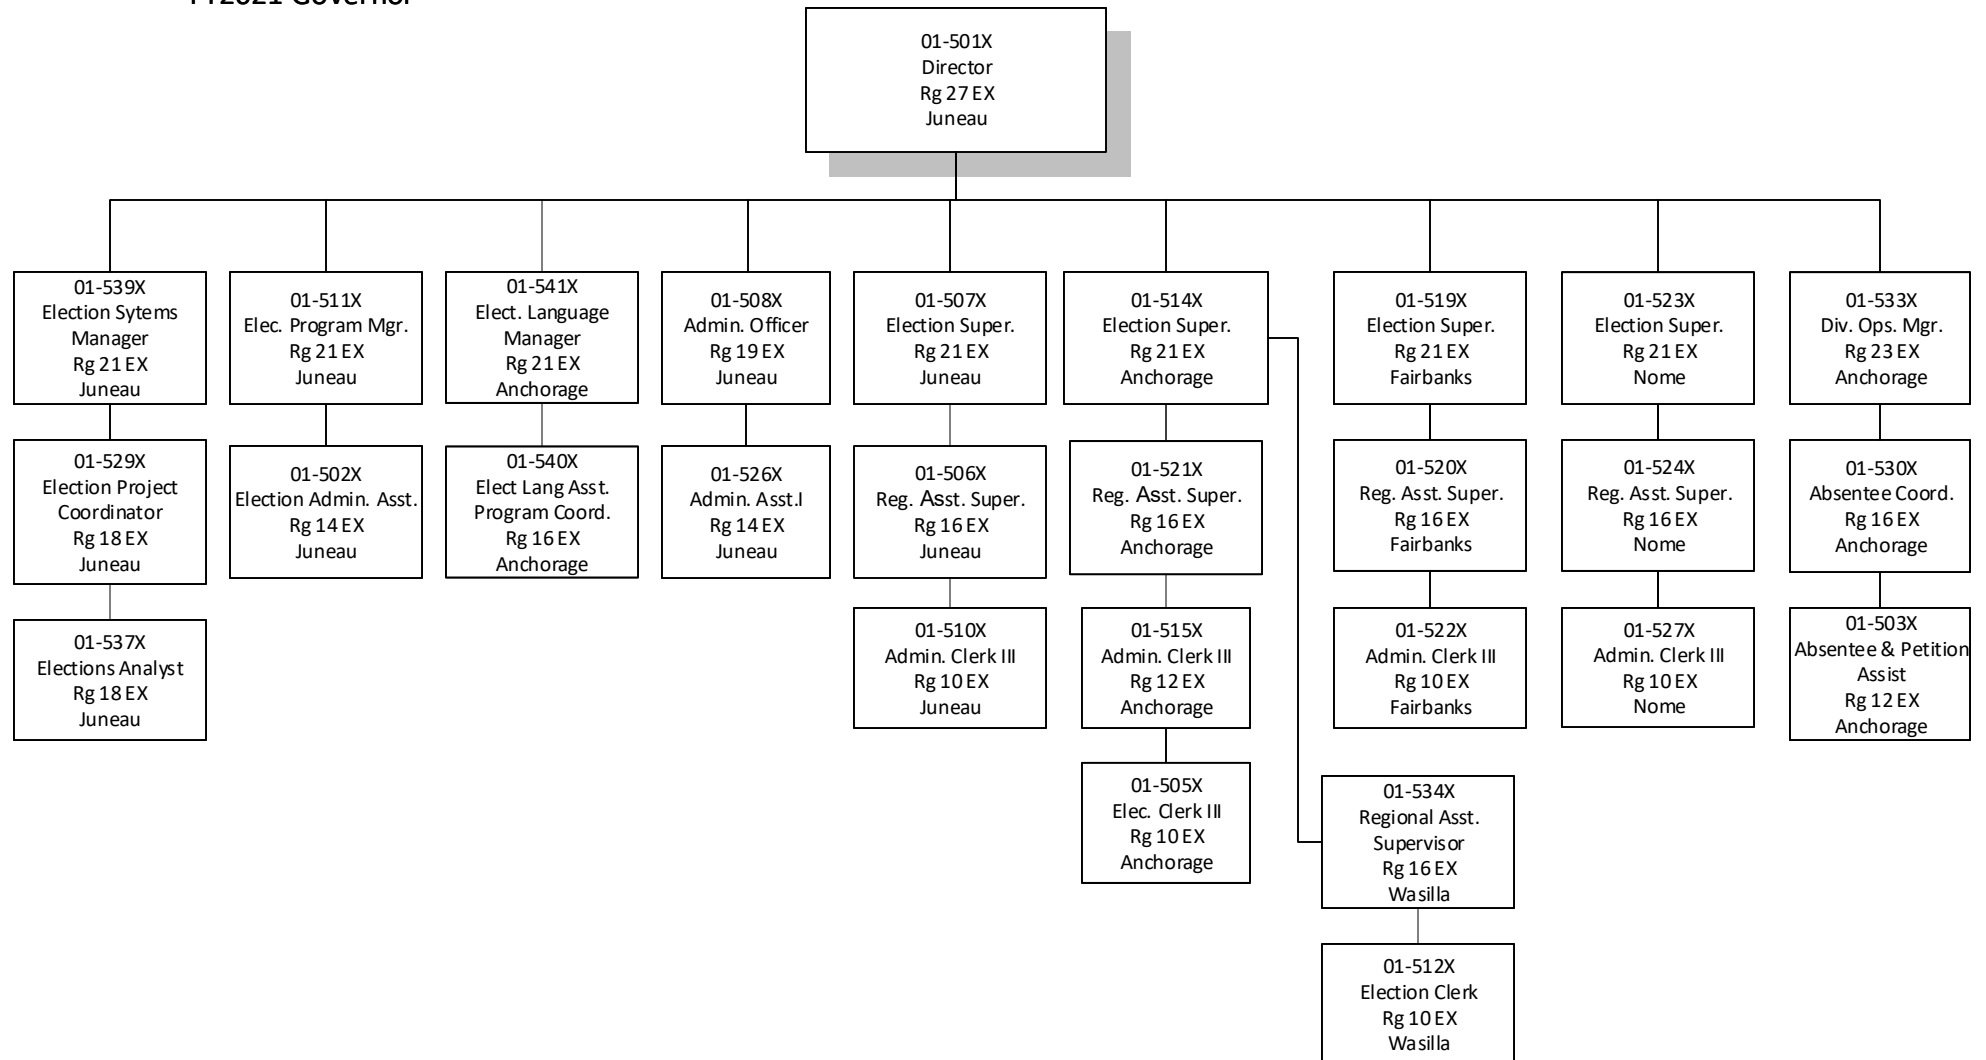 FY2021 Governor
01-501X
Director
Rg 27 EX
Juneau
01-539X
Election Sytems
Manager
Rg 21 EX
Juneau
01-511X
Elec. Program Mgr.
Rg 21 EX
Juneau
01-541X
Elect. Language
Manager
Rg 21 EX
Anchorage
01-508X
Admin. Officer
Rg 19 EX
Juneau
01-507X
Election Super.
Rg 21 EX
Juneau
01-514X
Election Super.
Rg 21 EX
Anchorage
01-519X
Election Super.
Rg 21 EX
Fairbanks
01-523X
Election Super.
Rg 21 EX
Nome
01-533X
Div. Ops. Mgr.
Rg 23 EX
Anchorage
01-529X
Election Project
Coordinator
Rg 18 EX
Juneau
01-502X
Election Admin. Asst.
Rg 14 EX
Juneau
01-540X
Elect Lang Asst.
Program Coord.
Rg 16 EX
Anchorage
01-526X
Admin. Asst.I
Rg 14 EX
Juneau
01-506X
Reg. Asst. Super.
Rg 16 EX
Juneau
01-521X
Reg. Asst. Super.
Rg 16 EX
Anchorage
01-520X
Reg. Asst. Super.
Rg 16 EX
Fairbanks
01-524X
Reg. Asst. Super.
Rg 16 EX
Nome
01-530X
Absentee Coord.
Rg 16 EX
Anchorage
01-537X
Elections Analyst
Rg 18 EX
Juneau
01-510X
Admin. Clerk III
Rg 10 EX
Juneau
01-515X
Admin. Clerk III
Rg 12 EX
Anchorage
01-522X
Admin. Clerk III
Rg 10 EX
Fairbanks
01-527X
Admin. Clerk III
Rg 10 EX
Nome
01-503X
Absentee & Petition
Assist
Rg 12 EX
Anchorage
01-505X
Elec. Clerk III
Rg 10 EX
Anchorage
01-534X
Regional Asst.
Supervisor
Rg 16 EX
Wasilla
01-512X
Election Clerk
Rg 10 EX
Wasilla